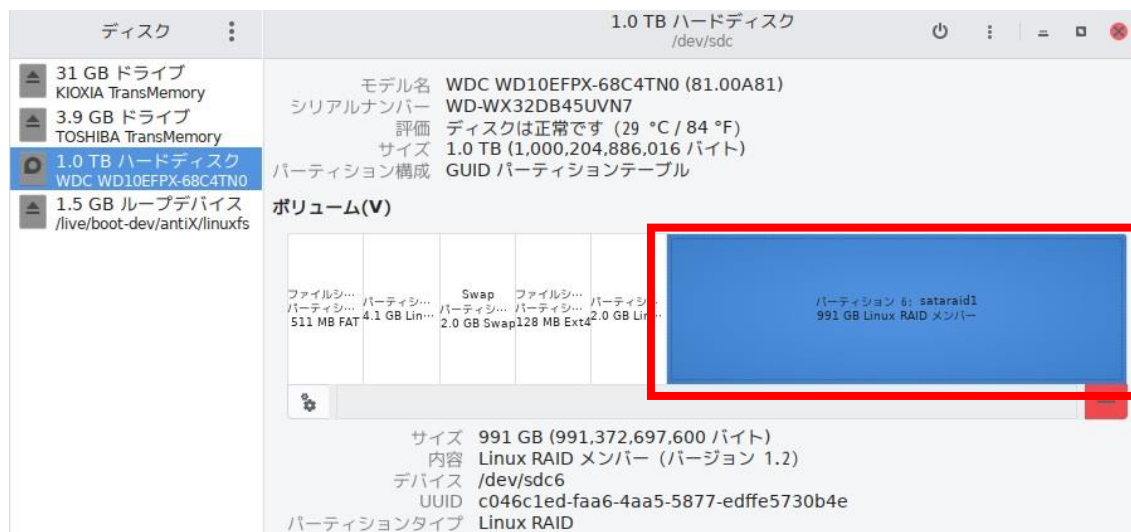 ディスク
1.0 TB ハードディスク
/dev/sdc
31 GB ドライブ
KIOXIA TransMemory
3.9 GB ドライブ
TOSHIBA TransMemory
1.0 TB ハードディスク
WDC WD10EFPX-68C4TN0
1.5 GB ループデバイス
/live/boot-dev/antiX/linuxfs
モデル名 WDC WD10EFPX-68C4TN0 (81.00A81)
シリアルナンバー WD-WX32DB45UVN7
評価 ディスクは正常です (29 °C / 84 °F)
サイズ 1.0 TB (1,000,204,886,016 バイト)
パーティション構成 GUID パーティションテーブル
ボリューム(V)
ファイルシ…
パーティシ…
511 MB FAT
パーティシ…
4.1 GB Lin…
Swap
パーティシ…
2.0 GB Swap
ファイルシ…
パーティシ…
128 MB Ext4
パーティシ
2.0 GB Lin
パーティション 6: sataraid1
991 GB Linux RAID メンバー
サイズ 991 GB (991,372,697,600 バイト)
内容 Linux RAID メンバー (バージョン 1.2)
デバイス /dev/sdc6
UUID c046c1ed-faa6-4aa5-5877-edffe5730b4e
パーティションタイプ Linux RAID